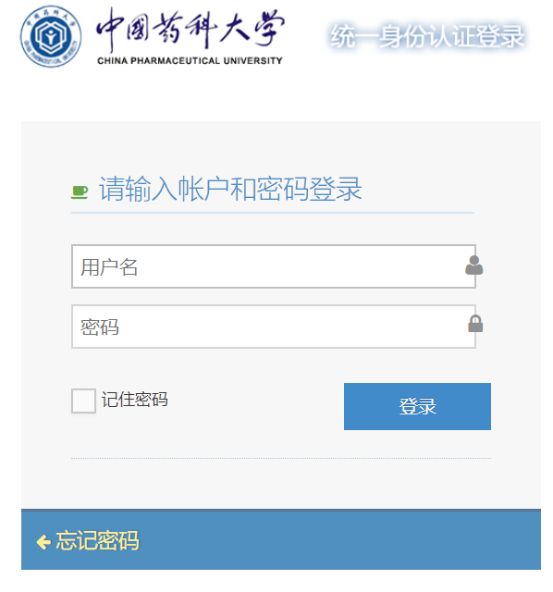 中國药科大学
CHINA PHARMACEUTICAL UNIVERSITY
统一身份认证登录
请输入帐户和密码登录
用户名
密码
记住密码
登录
忘记密码